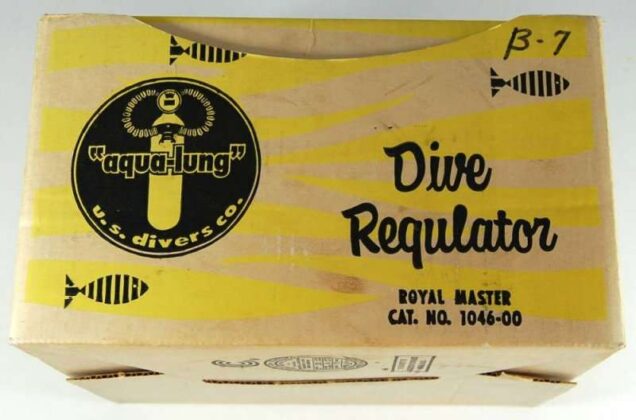 β-7
"aqua-lung"
u.s. divers co.
Dive
Regulator
ROYAL MASTER
CAT. NO. 1046-00